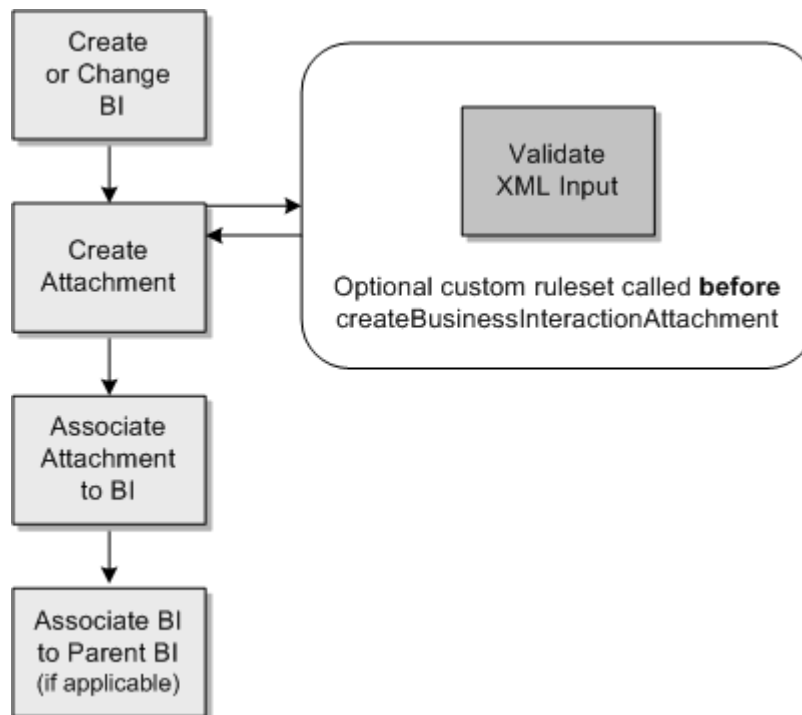 Create
or Change
BI
Create
Attachment
Associate
Attachment
to BI
Associate BI
to Parent BI
(if applicable)
Validate
XML Input
Optional custom ruleset called before
createBusinessInteractionAttachment